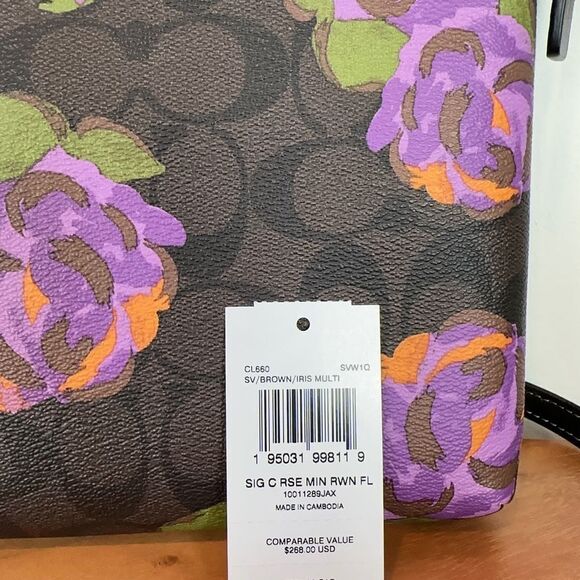 CL660 SVW1Q
SV/BROWN/IRIS MULTI
1 95031 99811 9
SIG C RSE MIN RWN FL
10011289JAX
MADE IN CAMBODIA
COMPARABLE VALUE
$268.00 USD